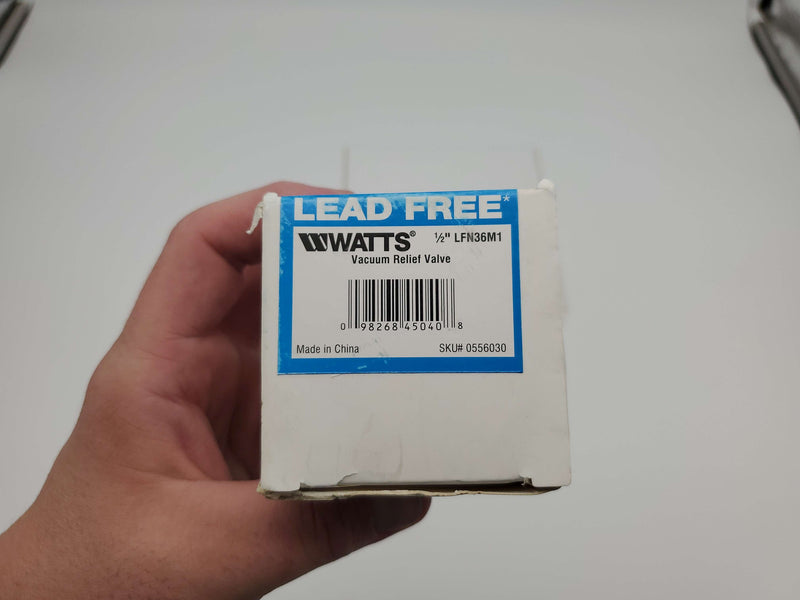 LEAD FREE*
WATTS® ½" LFN36M1
Vacuum Relief Valve
0 98268 45040 8
Made in China SKU# 0556030